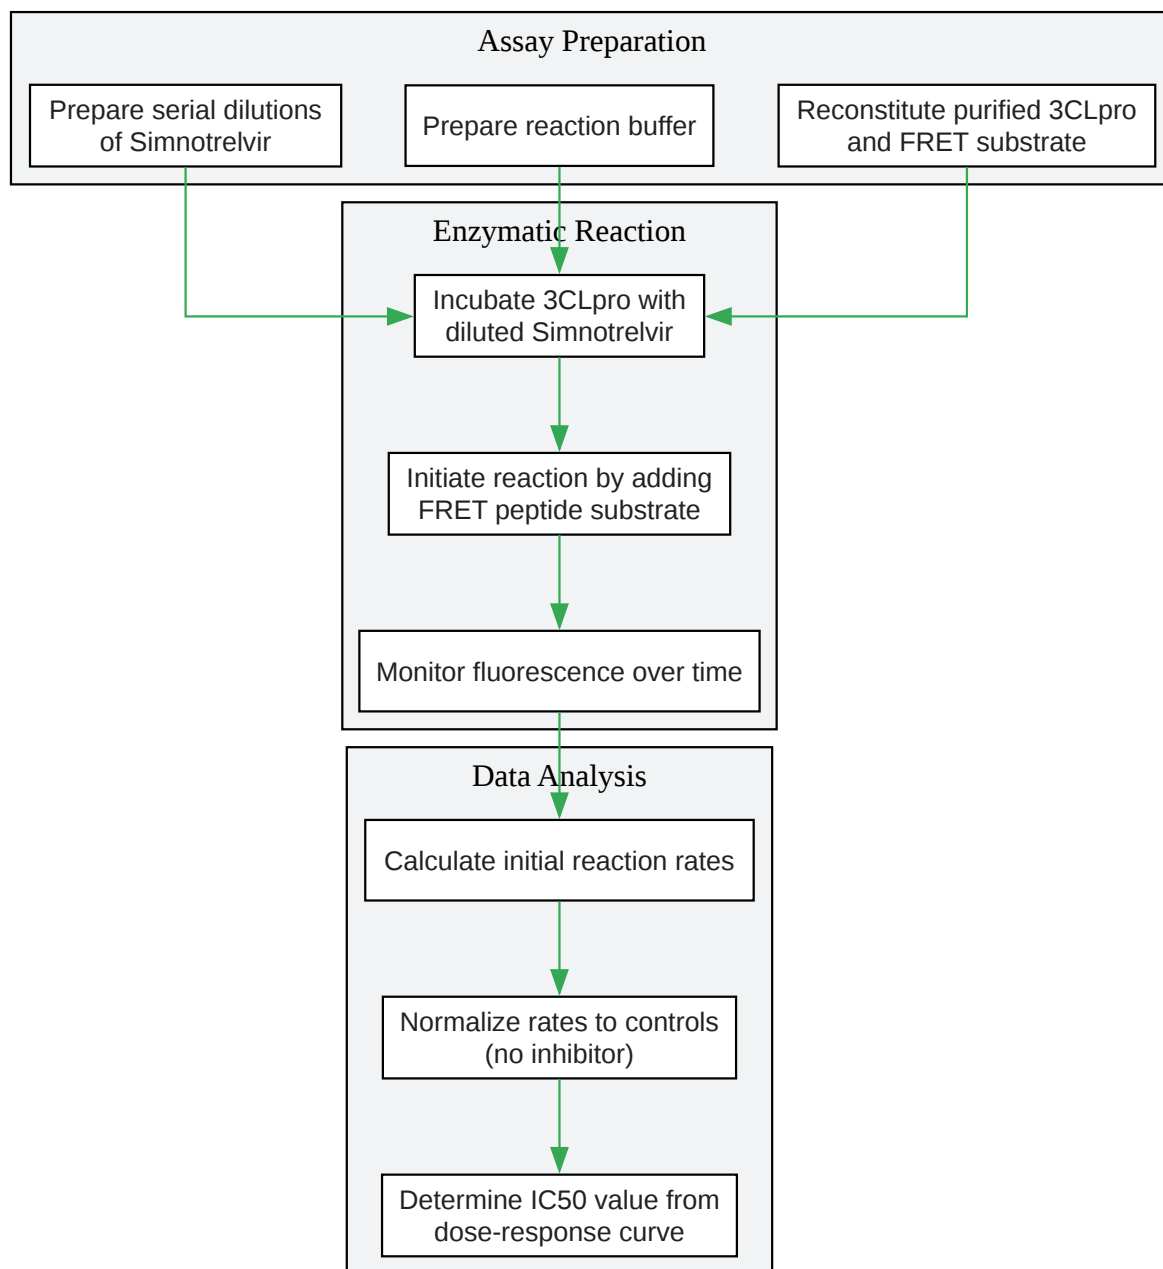 Assay Preparation
Prepare serial dilutions
of Simnotrelvir
Prepare reaction buffer
Reconstitute purified 3CLpro
and FRET substrate
Enzymatic Reaction
Incubate 3CLpro with
diluted Simnotrelvir
Initiate reaction by adding
FRET peptide substrate
Monitor fluorescence over time
Data Analysis
Calculate initial reaction rates
Normalize rates to controls
(no inhibitor)
Determine IC50 value from
dose-response curve